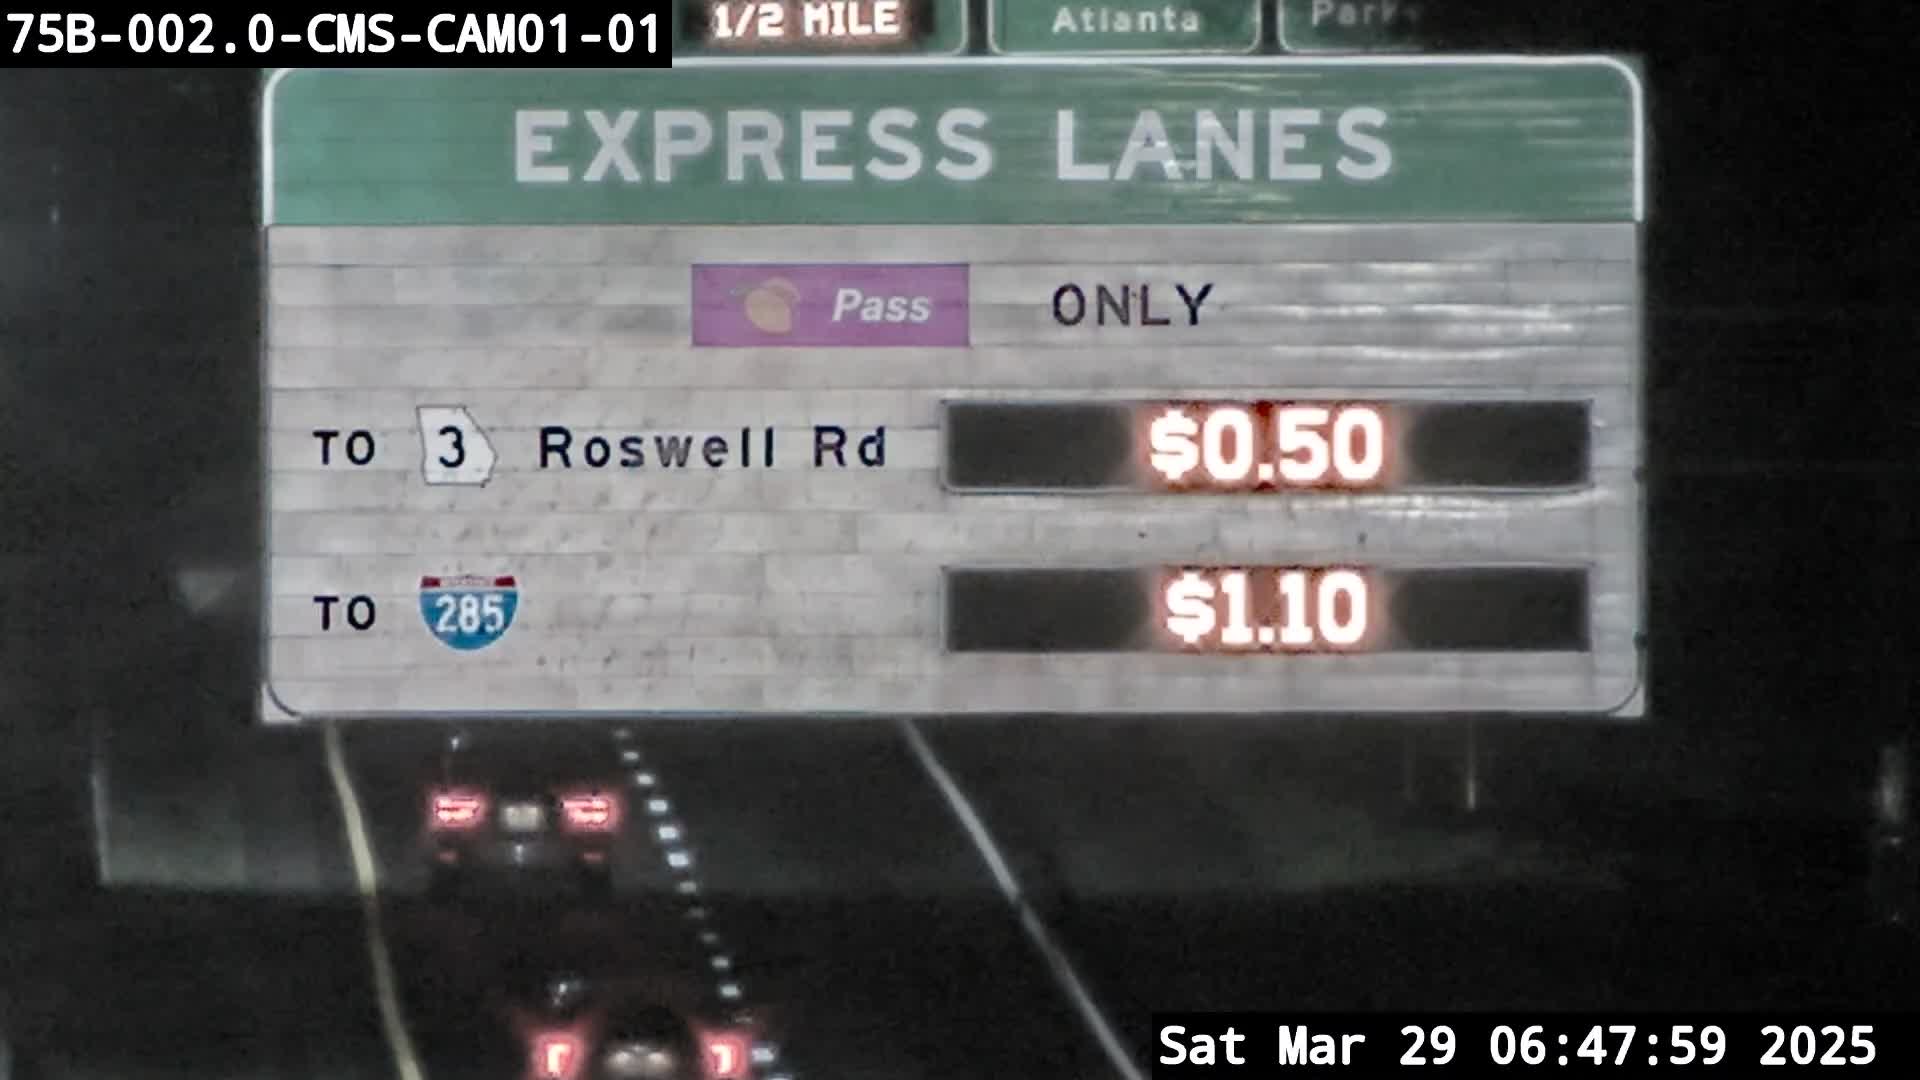 75B-002.0-CMS-CAM01-01
1/2 MILE
Atlanta
EXPRESS LANES
Pass ONLY
TO 3 Roswell Rd $0.50
TO 285 $1.10
Sat Mar 29 06:47:59 2025